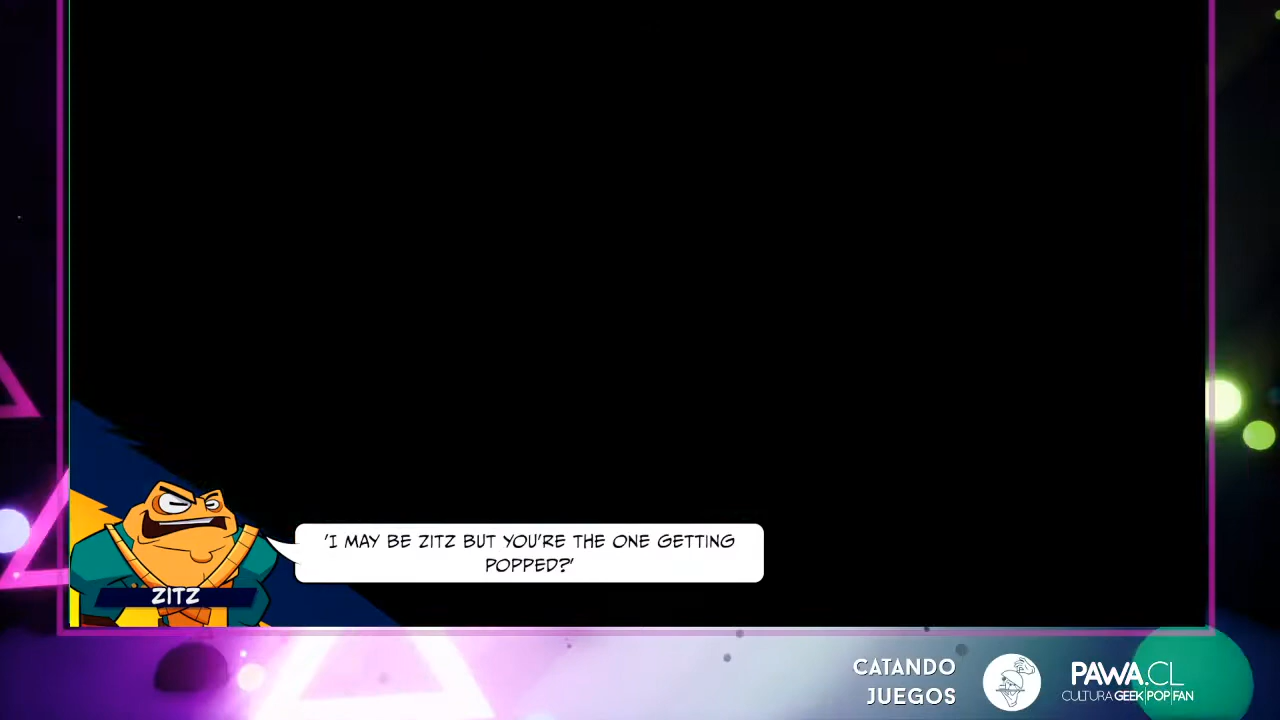 'I MAY BE ZITZ BUT YOU'RE THE ONE GETTING
POPPED?'
ZITZ
CATANDO
JUEGOS
PAWA.CL
CULTURA GEEK|POP|FAN